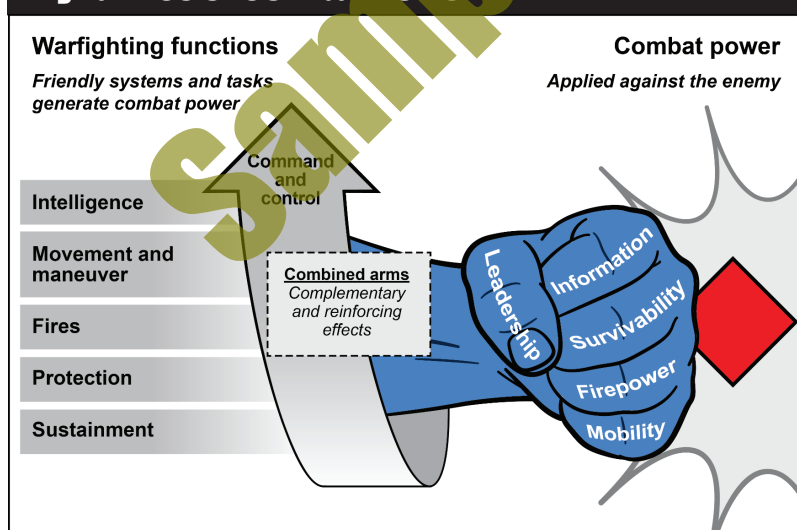 Warfighting functions
Friendly systems and tasks
generate combat power
Combat power
Applied against the enemy
Sample
Command
and
control
Intelligence
Movement and
maneuver
Fires
Protection
Sustainment
Combined arms
Complementary
and reinforcing
effects
Leadership
Information
Survivability
Firepower
Mobility